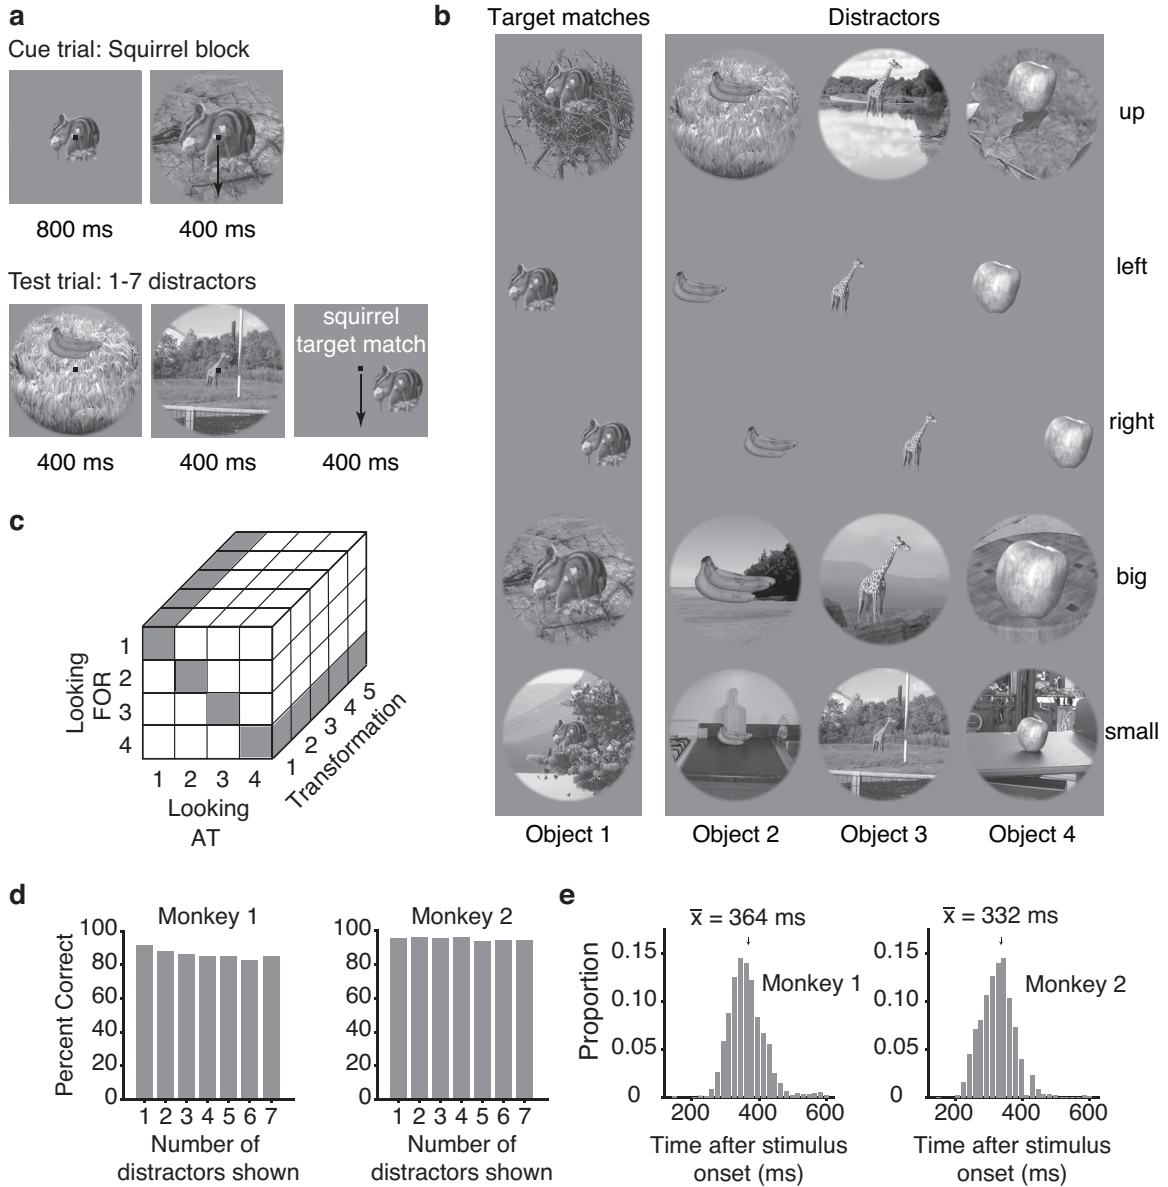 a
Cue trial: Squirrel block
800 ms
400 ms
Test trial: 1-7 distractors
squirrel
target match
400 ms
400 ms
400 ms
b
Target matches
Distractors
up
left
right
big
small
Object 1
Object 2
Object 3
Object 4
c
Looking
FOR
1
2
3
4
1 2 3 4
Looking
AT
1
2
3
4
5
Transformation
d
Monkey 1
Percent Correct
100
80
60
40
20
0
1 2 3 4 5 6 7
Number of
distractors shown
Monkey 2
100
80
60
40
20
0
1 2 3 4 5 6 7
Number of
distractors shown
e
x̅ = 364 ms
Proportion
0.15
0.10
0.05
0
Monkey 1
200 400 600
Time after stimulus
onset (ms)
x̅ = 332 ms
0.15
0.10
0.05
0
Monkey 2
200 400 600
Time after stimulus
onset (ms)